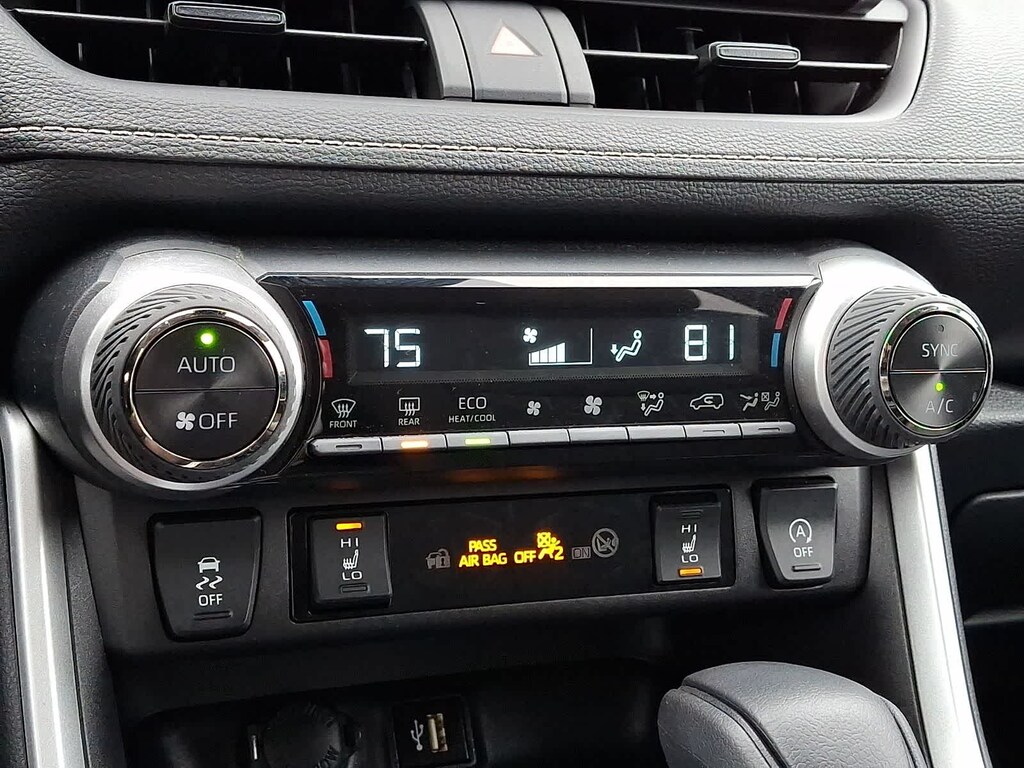 AUTO
OFF
75
81
SYNC
A/C
FRONT
REAR
ECO
HEAT/COOL
OFF
HI
LO
PASS
AIR BAG OFF
2
ON
HI
LO
A
OFF